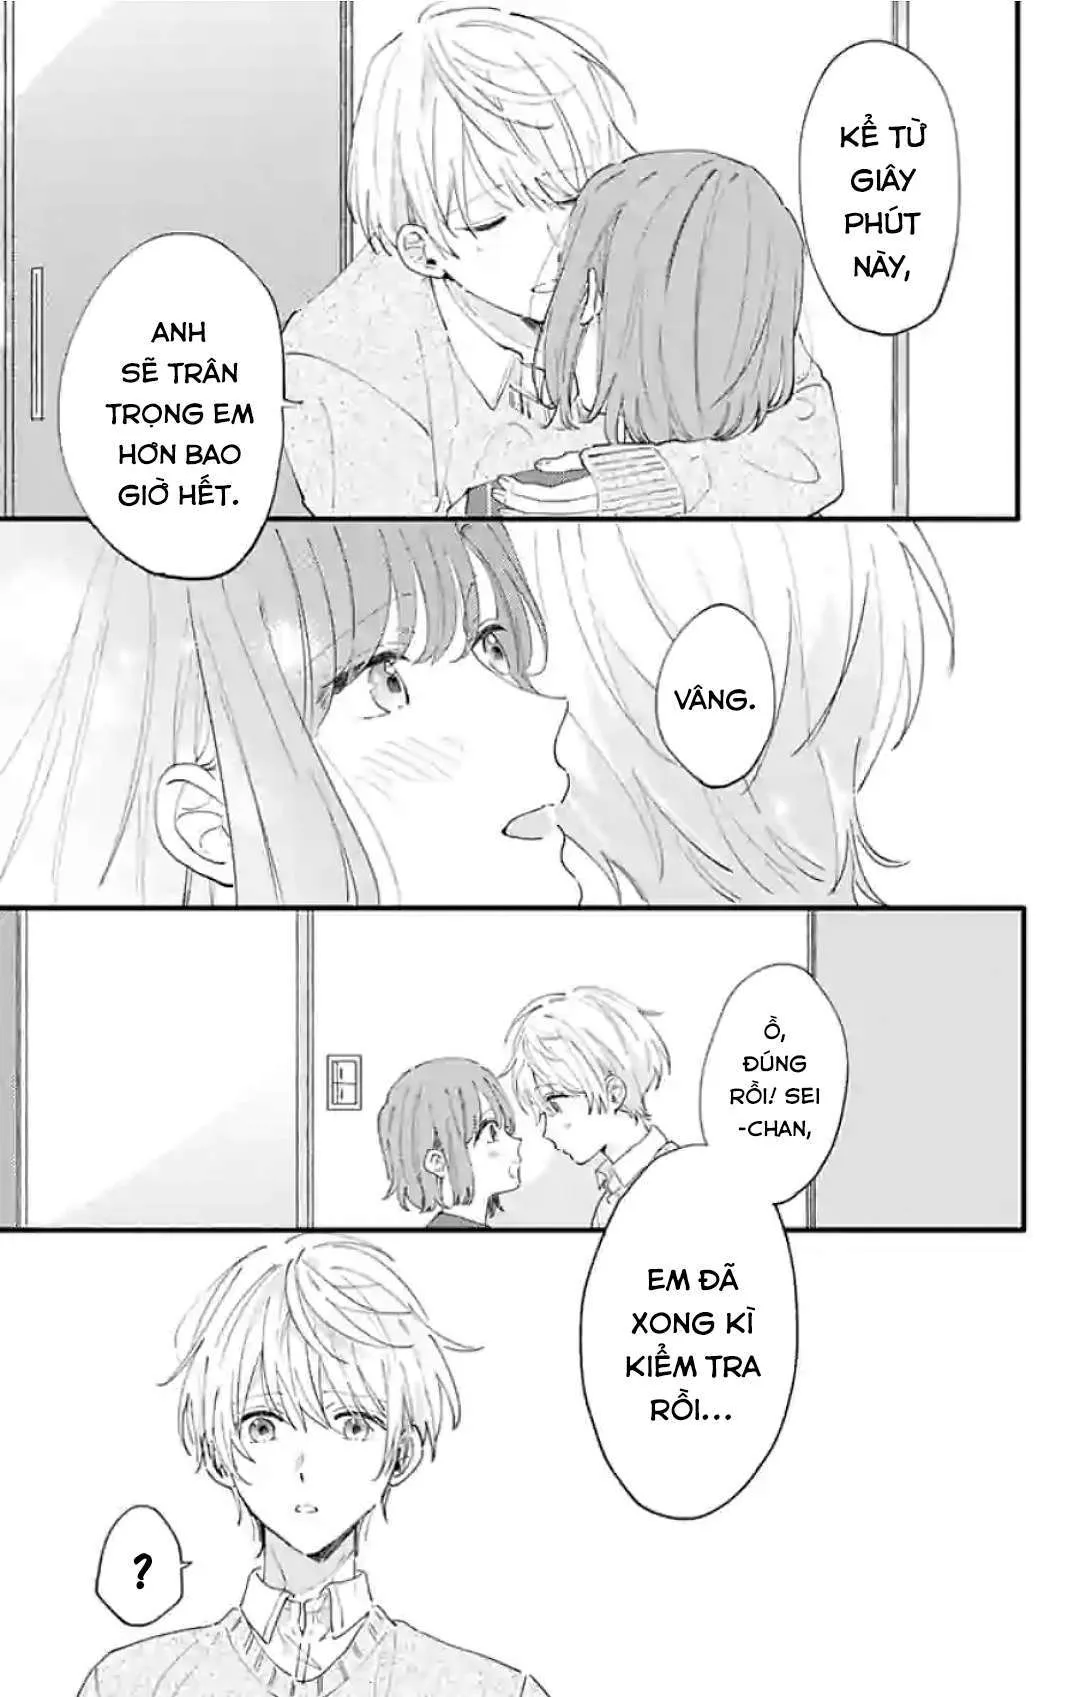 KỂ TỪ
GIÂY
PHÚT
NÀY,
ANH
SẼ TRÂN
TRỌNG EM
HƠN BAO
GIỜ HẾT.
VÂNG.
Ồ,
ĐÚNG
RỒI! SEI
-CHAN,
EM ĐÃ
XONG KÌ
KIỂM TRA
RỒI...
?